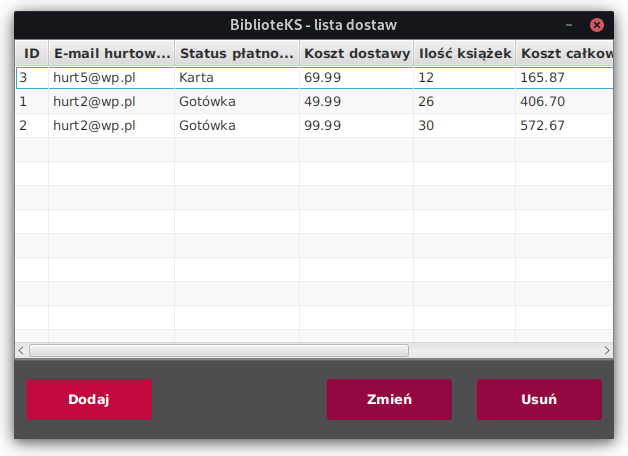 BiblioteKS - lista dostaw
ID E-mail hurtow... Status płatno... Koszt dostawy Ilość książek Koszt całkow
3 hurt5@wp.pl Karta 69.99 12 165.87
1 hurt2@wp.pl Gotówka 49.99 26 406.70
2 hurt2@wp.pl Gotówka 99.99 30 572.67
Dodaj Zmień Usuń